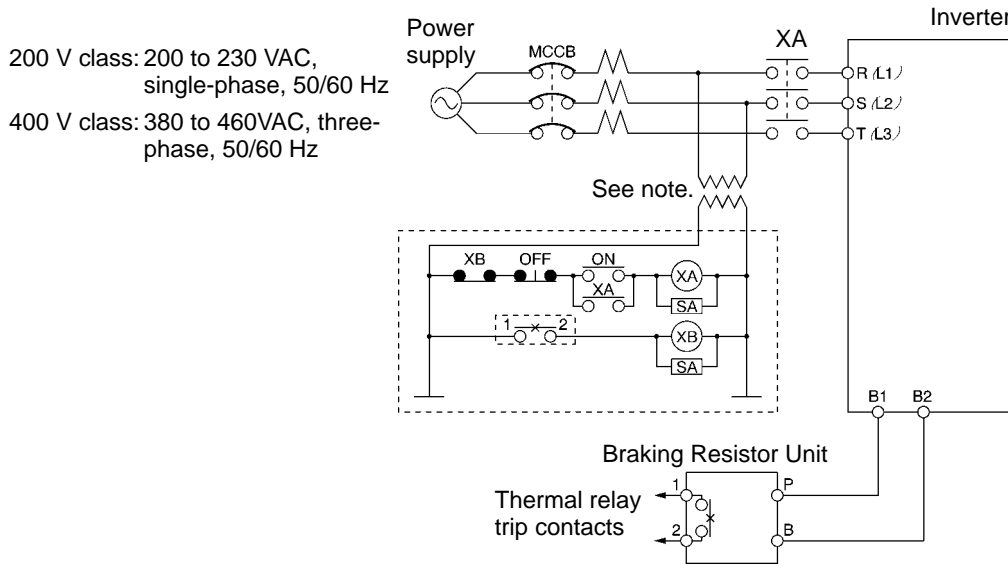 Inverter
Power
supply
MCCB
XA
200 V class: 200 to 230 VAC,
single-phase, 50/60 Hz
400 V class: 380 to 460VAC, three-
phase, 50/60 Hz
R (L1)
S (L2)
T (L3)
See note.
XB OFF ON XA
XA SA
1 2 XB
SA
B1 B2
Braking Resistor Unit
Thermal relay
trip contacts
1 P
2 B